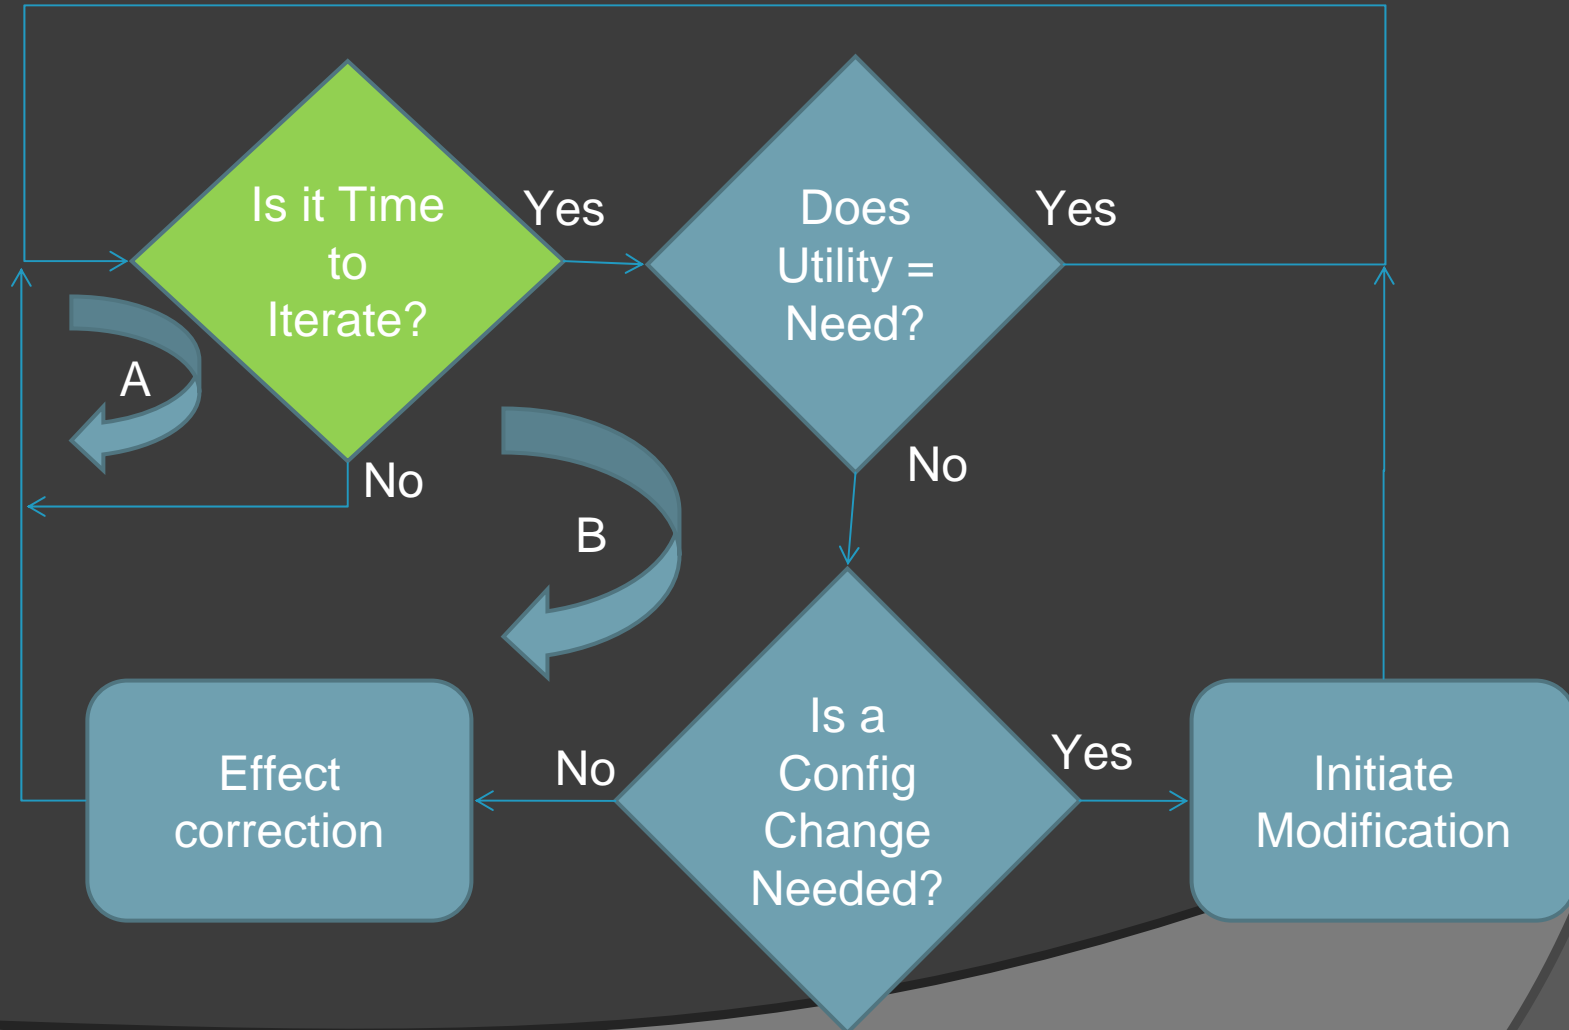 Is it Time
to
Iterate?
Yes
Does
Utility =
Need?
Yes
A
No
No
B
Effect
correction
No
Is a
Config
Change
Needed?
Yes
Initiate
Modification